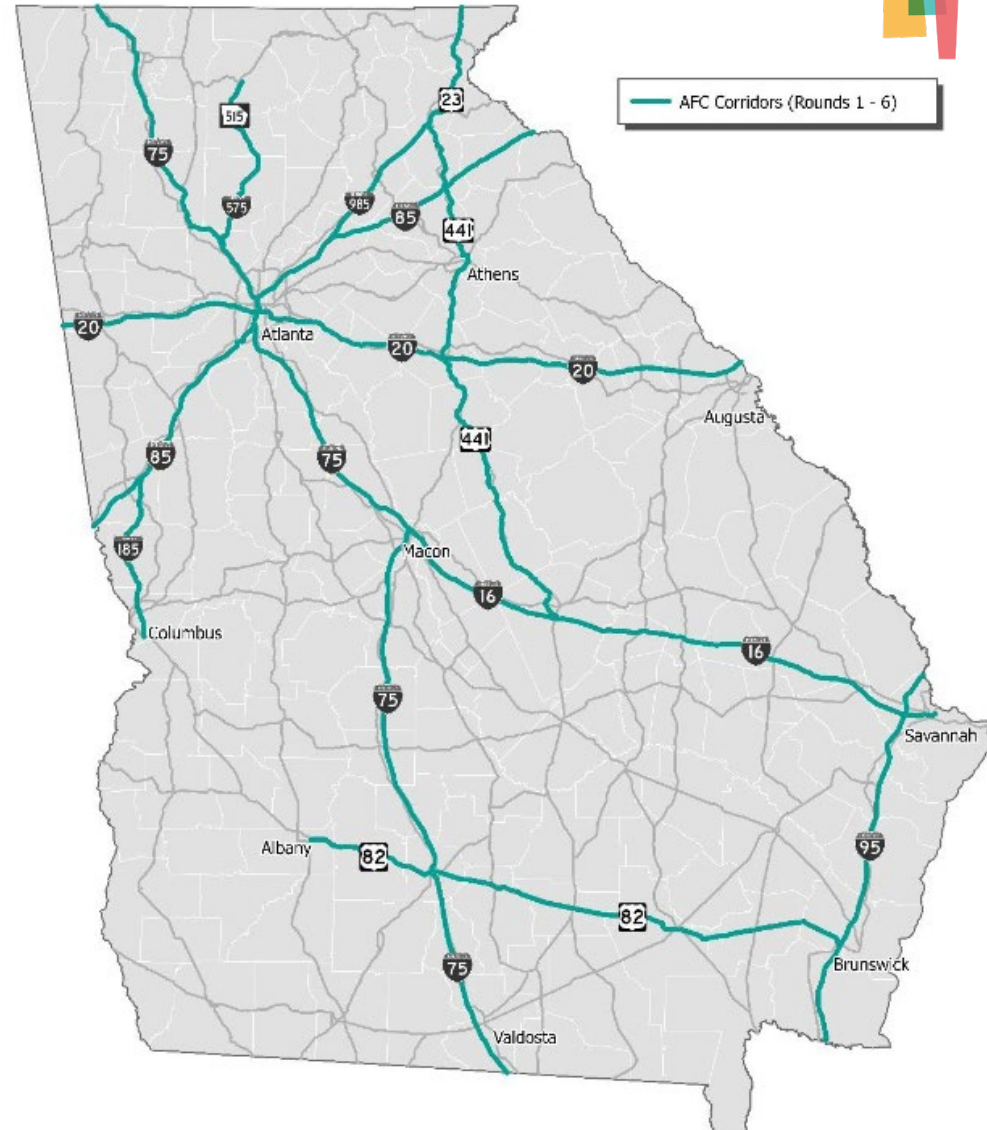 AFC Corridors (Rounds 1 - 6)
23
515
75
575
985
85
441
Athens
20
Atlanta
20
20
Augusta
441
85
75
185
Macon
16
Columbus
16
75
Savannah
Albany
82
95
82
Brunswick
75
Valdosta